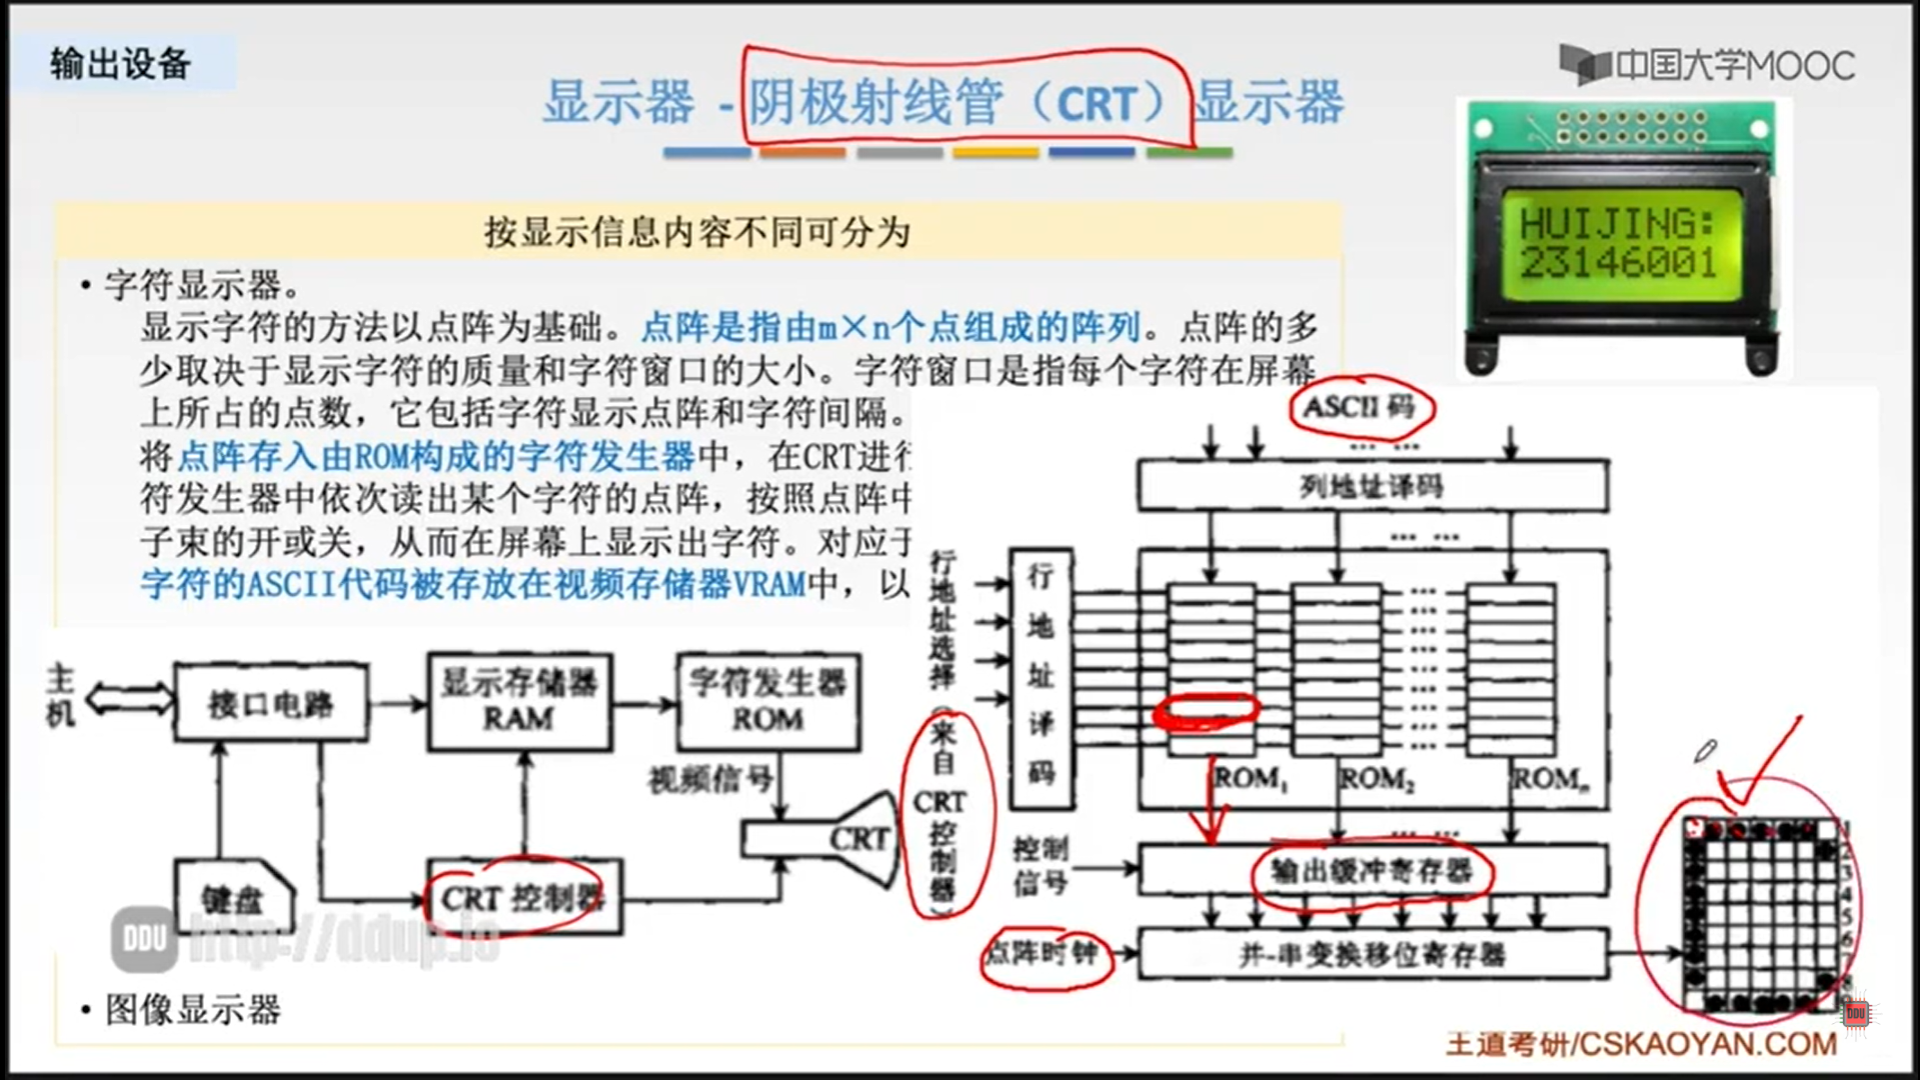 输出设备
中国大学MOOC
显示器 - 阴极射线管（CRT）显示器
HUIJING:
23146001
按显示信息内容不同可分为
• 字符显示器。
显示字符的方法以点阵为基础。点阵是指由m×n个点组成的阵列。点阵的多
少取决于显示字符的质量和字符窗口的大小。字符窗口是指每个字符在屏幕
上所占的点数，它包括字符显示点阵和字符间隔。
将点阵存入由ROM构成的字符发生器中，在CRT进行
符发生器中依次读出某个字符的点阵，按照点阵中
子束的开或关，从而在屏幕上显示出字符。对应于
字符的ASCII代码被存放在视频存储器VRAM中，以
主机
接口电路
显示存储器
RAM
字符发生器
ROM
视频信号
CRT
键盘
CRT 控制器
DDU http://ddup.io
• 图像显示器
ASCII 码
... ...
列地址译码
... ...
行地址选择（来自CRT控制器）
行地址译码
ROM1
ROM2
ROMn
... ...
控制
信号
输出缓冲寄存器
点阵时钟
并-串变换移位寄存器
1
2
3
4
5
6
7
8
9
DDU
王道考研/CSKAOYAN.COM